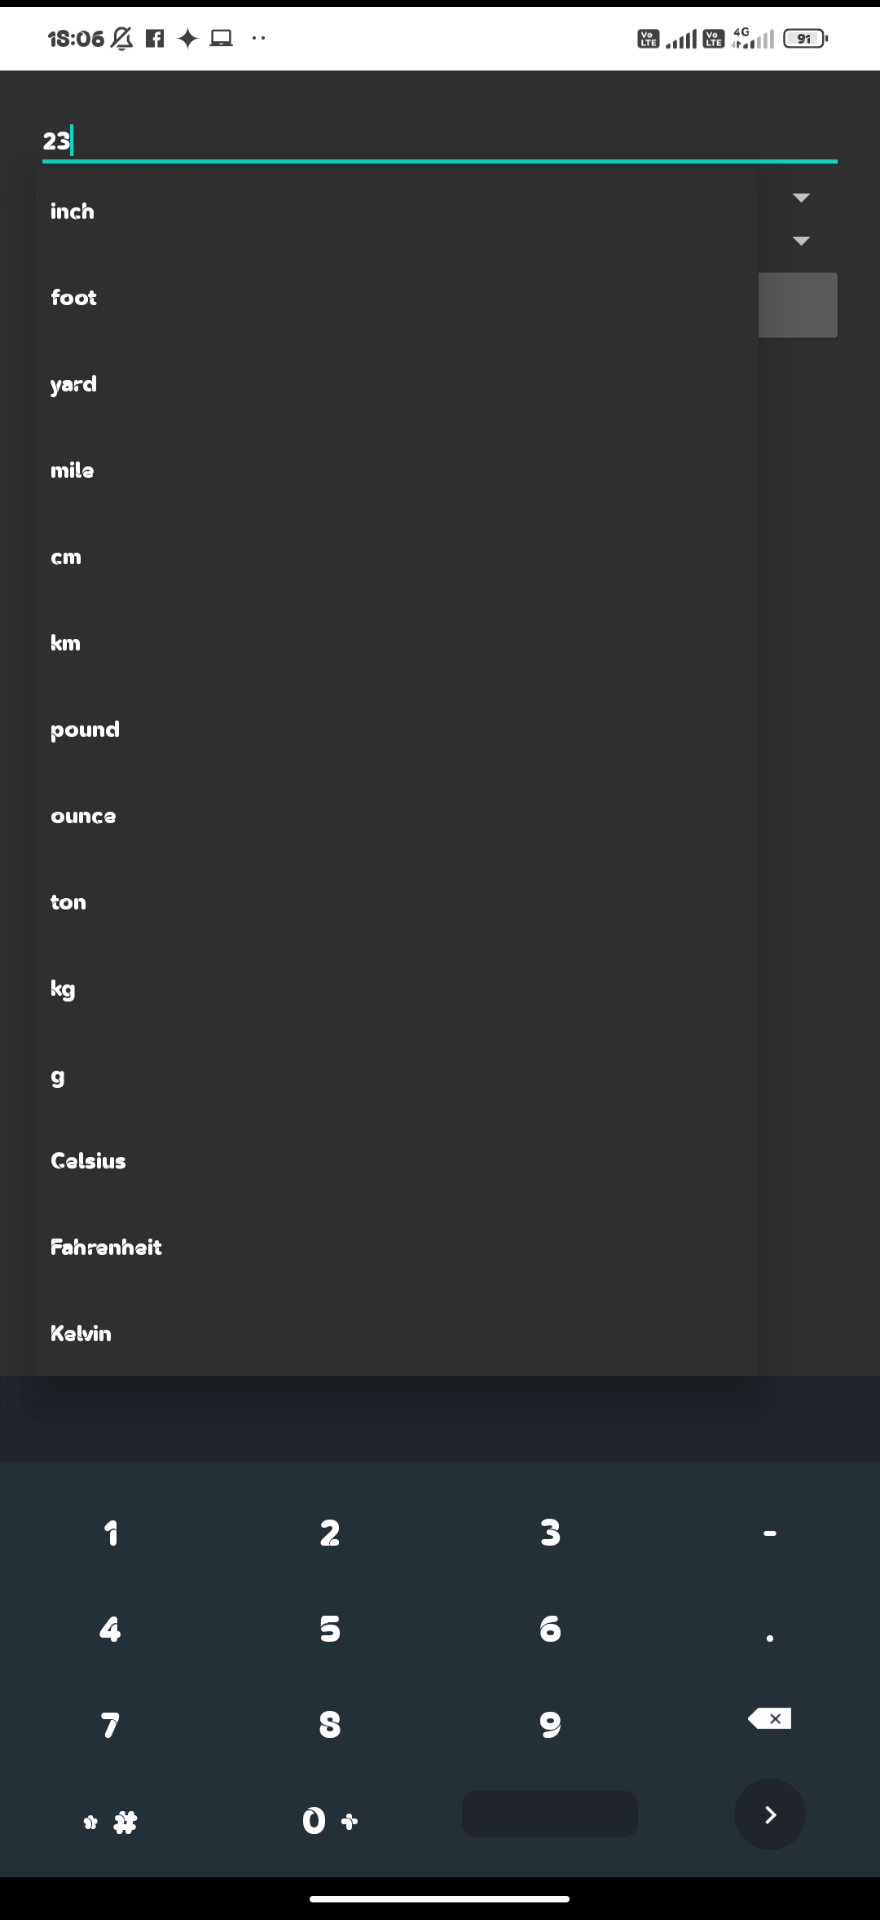 18:06
Vo LTE
Vo LTE
4G
91
23
inch
foot
yard
mile
cm
km
pound
ounce
ton
kg
g
Celsius
Fahrenheit
Kelvin
1 2 3 -
4 5 6 .
7 8 9
* # 0 +